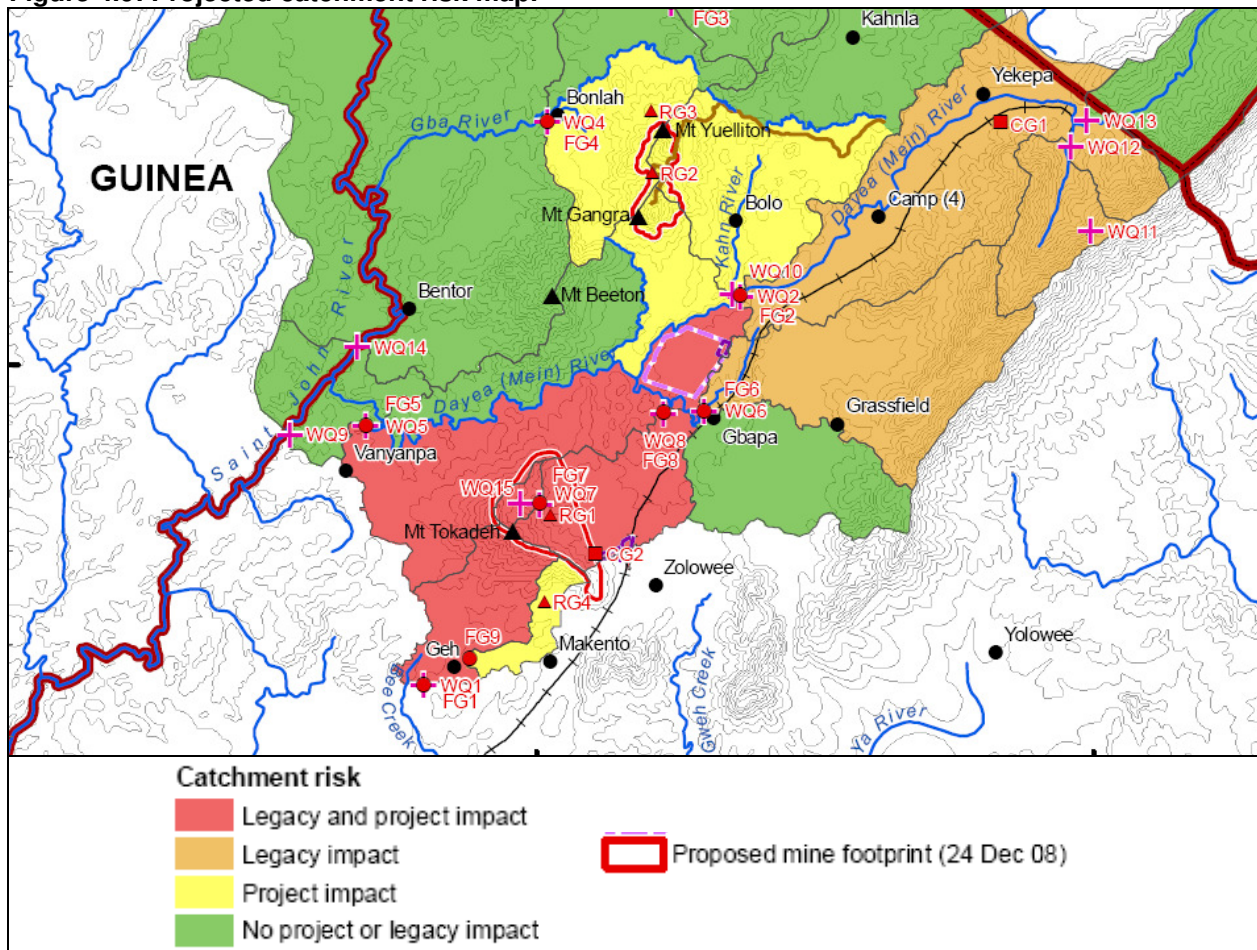 FG3
Kahnla
Yekepa
Bonlah
RG3
Gba River
WQ4
FG4
Mt Yuelliton
CG1
WQ13
WQ12
GUINEA
RG2
Dayea (Mein) River
Kahn River
Bolo
Camp (4)
Mt Gangra
WQ11
WQ10
WQ2
FG2
Bentor
Mt Beeton
Saint John River
WQ14
Dayea (Mein) River
FG5
WQ5
FG6
WQ6
Grassfield
WQ9
WQ8
FG8
Gbapa
Vanyanpa
FG7
WQ15
WQ7
RG1
Mt Tokadeh
CG2
Zolowee
RG4
Geh
FG9
Makento
Yolowee
WQ1
FG1
Bee Creek
Gweh Creek
Ya River
Catchment risk
Legacy and project impact
Legacy impact
Proposed mine footprint (24 Dec 08)
Project impact
No project or legacy impact